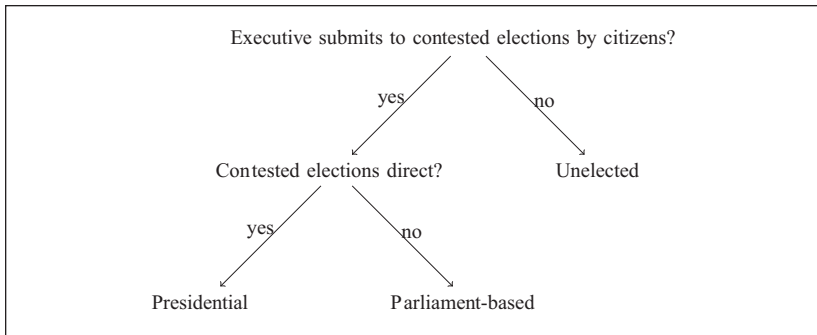 Executive submits to contested elections by citizens?
yes
no
Contested elections direct?
Unelected
yes
no
Presidential
Parliament-based